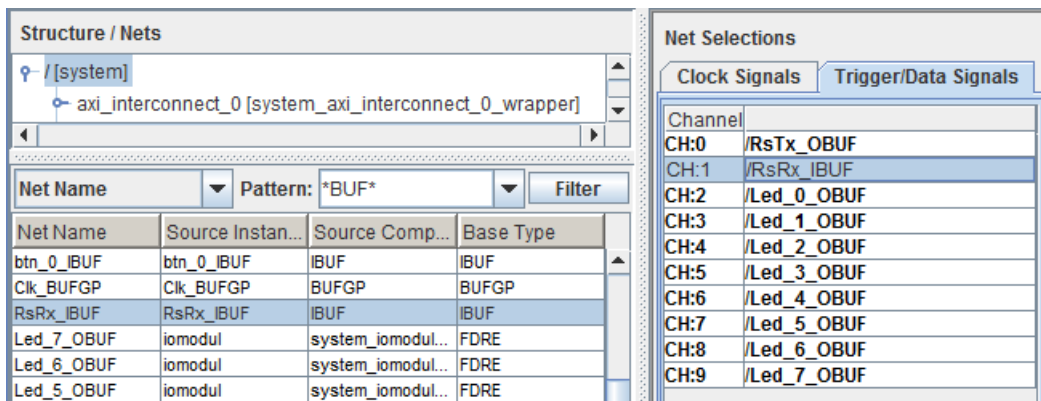 Structure / Nets
/ [system]
axi_interconnect_0 [system_axi_interconnect_0_wrapper]
Net Name Pattern: *BUF* Filter
Net Name Source Instan... Source Comp... Base Type
btn_0_IBUF btn_0_IBUF IBUF IBUF
Clk_BUFGP Clk_BUFGP BUFGP BUFGP
RsRx_IBUF RsRx_IBUF IBUF IBUF
Led_7_OBUF iomodul system_iomodul... FDRE
Led_6_OBUF iomodul system_iomodul... FDRE
Led_5_OBUF iomodul system_iomodul... FDRE
Net Selections
Clock Signals Trigger/Data Signals
Channel
CH:0 /RsTx_OBUF
CH:1 /RsRx_IBUF
CH:2 /Led_0_OBUF
CH:3 /Led_1_OBUF
CH:4 /Led_2_OBUF
CH:5 /Led_3_OBUF
CH:6 /Led_4_OBUF
CH:7 /Led_5_OBUF
CH:8 /Led_6_OBUF
CH:9 /Led_7_OBUF